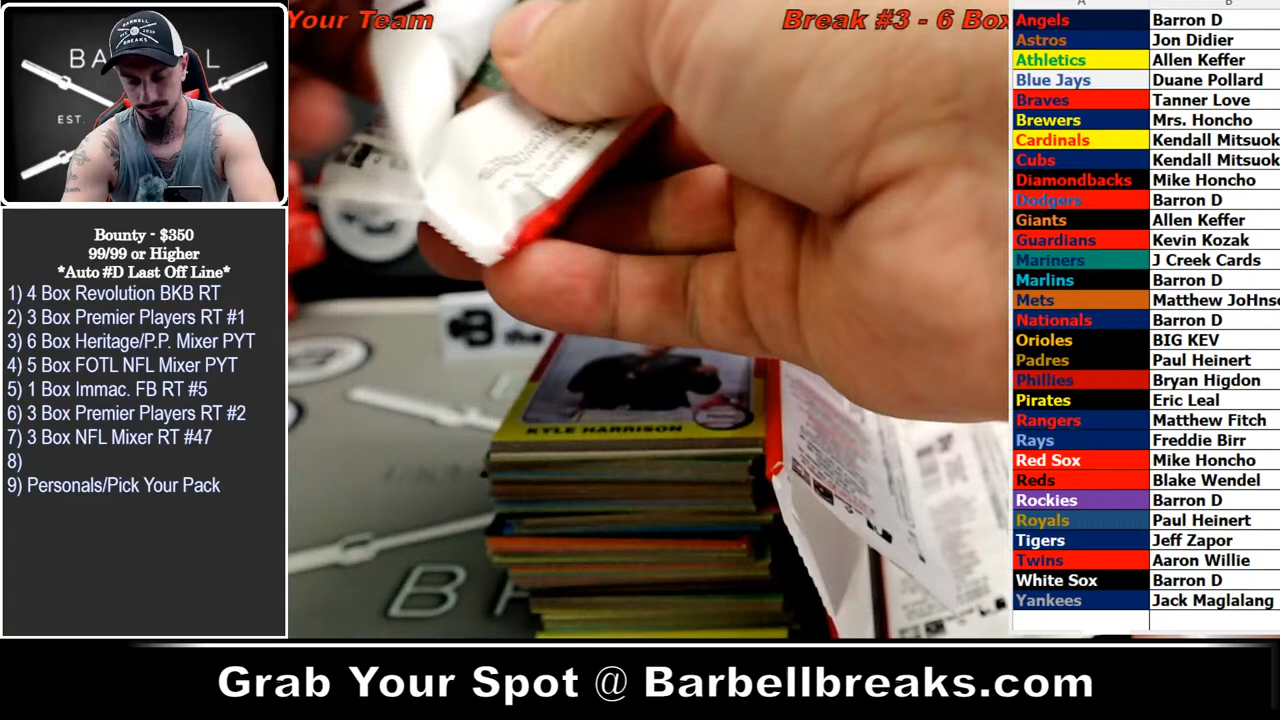 Your Team
Break #3 - 6 Box
BA
L
EST.
Bounty - $350
99/99 or Higher
*Auto #D Last Off Line*
1) 4 Box Revolution BKB RT
2) 3 Box Premier Players RT #1
3) 6 Box Heritage/P.P. Mixer PYT
4) 5 Box FOTL NFL Mixer PYT
5) 1 Box Immac. FB RT #5
6) 3 Box Premier Players RT #2
7) 3 Box NFL Mixer RT #47
8)
9) Personals/Pick Your Pack
KYLE HARRISON
the
B
A
B
Angels Barron D
Astros Jon Didier
Athletics Allen Keffer
Blue Jays Duane Pollard
Braves Tanner Love
Brewers Mrs. Honcho
Cardinals Kendall Mitsuok
Cubs Kendall Mitsuok
Diamondbacks Mike Honcho
Dodgers Barron D
Giants Allen Keffer
Guardians Kevin Kozak
Mariners J Creek Cards
Marlins Barron D
Mets Matthew JoHnso
Nationals Barron D
Orioles BIG KEV
Padres Paul Heinert
Phillies Bryan Higdon
Pirates Eric Leal
Rangers Matthew Fitch
Rays Freddie Birr
Red Sox Mike Honcho
Reds Blake Wendel
Rockies Barron D
Royals Paul Heinert
Tigers Jeff Zapor
Twins Aaron Willie
White Sox Barron D
Yankees Jack Maglalang
Grab Your Spot @ Barbellbreaks.com